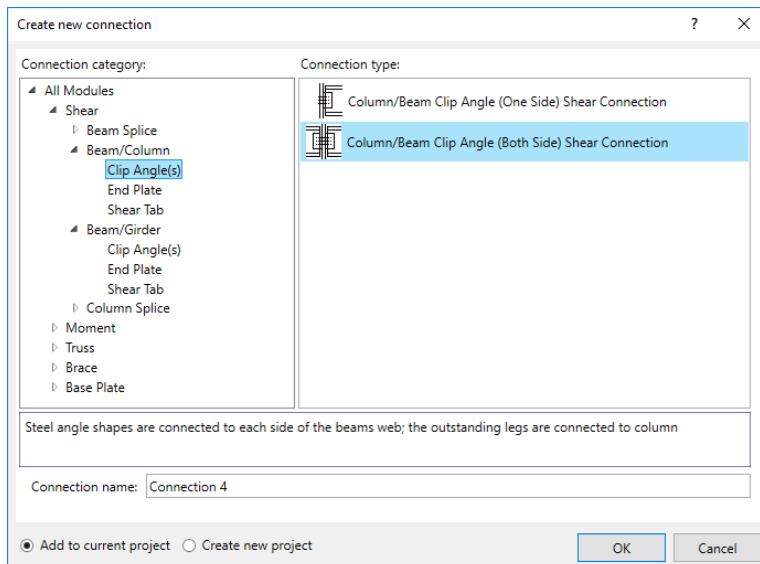 Create new connection
?
Connection category:
Connection type:
All Modules
Shear
Beam Splice
Beam/Column
Clip Angle(s)
End Plate
Shear Tab
Beam/Girder
Clip Angle(s)
End Plate
Shear Tab
Column Splice
Moment
Truss
Brace
Base Plate
Column/Beam Clip Angle (One Side) Shear Connection
Column/Beam Clip Angle (Both Side) Shear Connection
Steel angle shapes are connected to each side of the beams web; the outstanding legs are connected to column
Connection name: Connection 4
Add to current project Create new project
OK Cancel